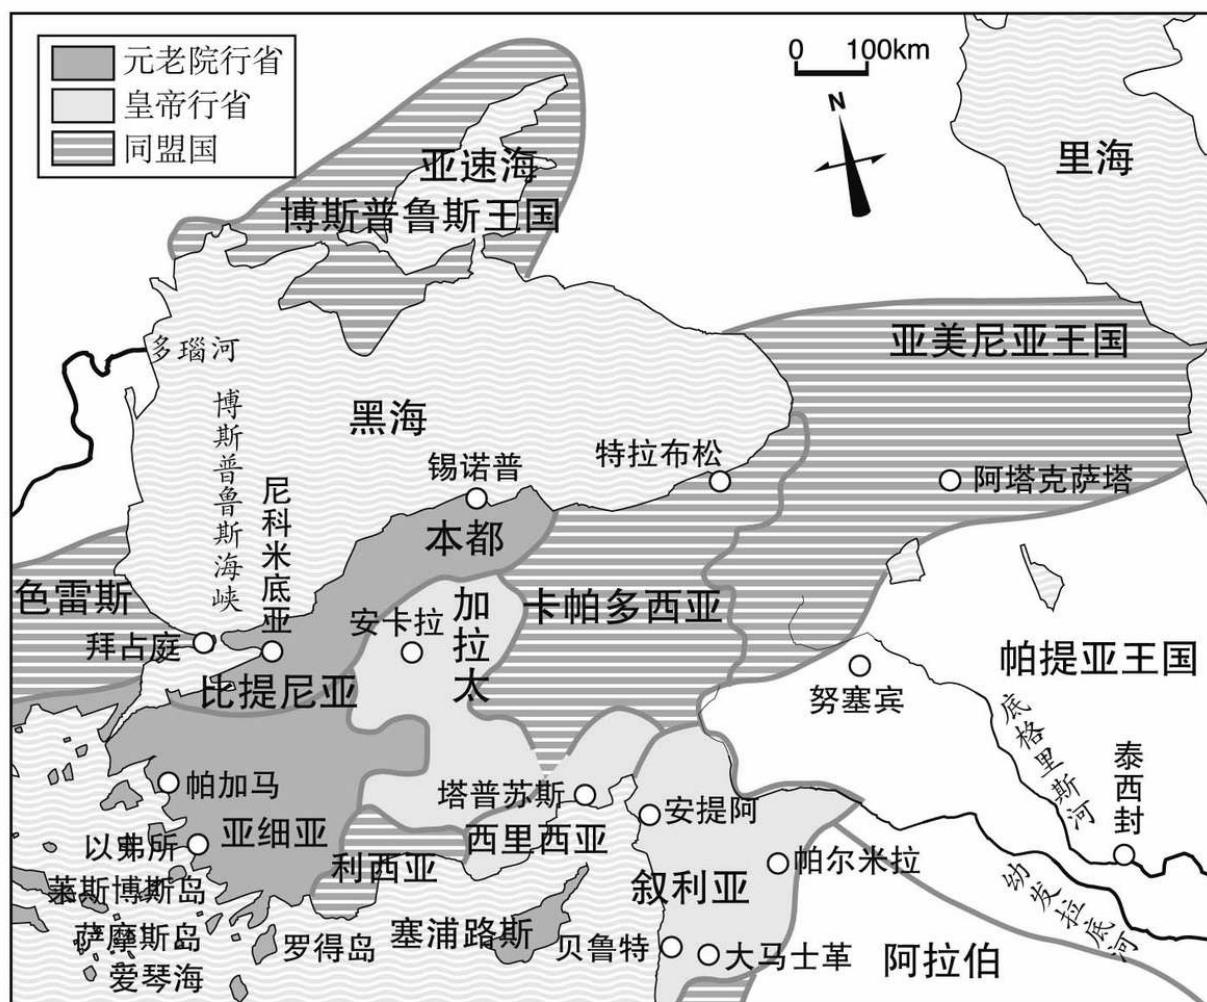 元老院行省
皇帝行省
同盟国
0 100km
N
亚速海
博斯普鲁斯王国
里海
多瑙河
亚美尼亚王国
博斯普鲁斯海峡
黑海
锡诺普
特拉布松
阿塔克萨塔
尼科米底亚
本都
色雷斯
拜占庭
安卡拉
加拉太
卡帕多西亚
帕提亚王国
比提尼亚
努塞宾
底格里斯河
泰西封
帕加马
塔普苏斯
安提阿
以弗所
亚细亚
西里西亚
利西亚
帕尔米拉
莱斯博斯岛
叙利亚
幼发拉底河
萨摩斯岛
罗得岛
塞浦路斯
贝鲁特
大马士革
阿拉伯
爱琴海